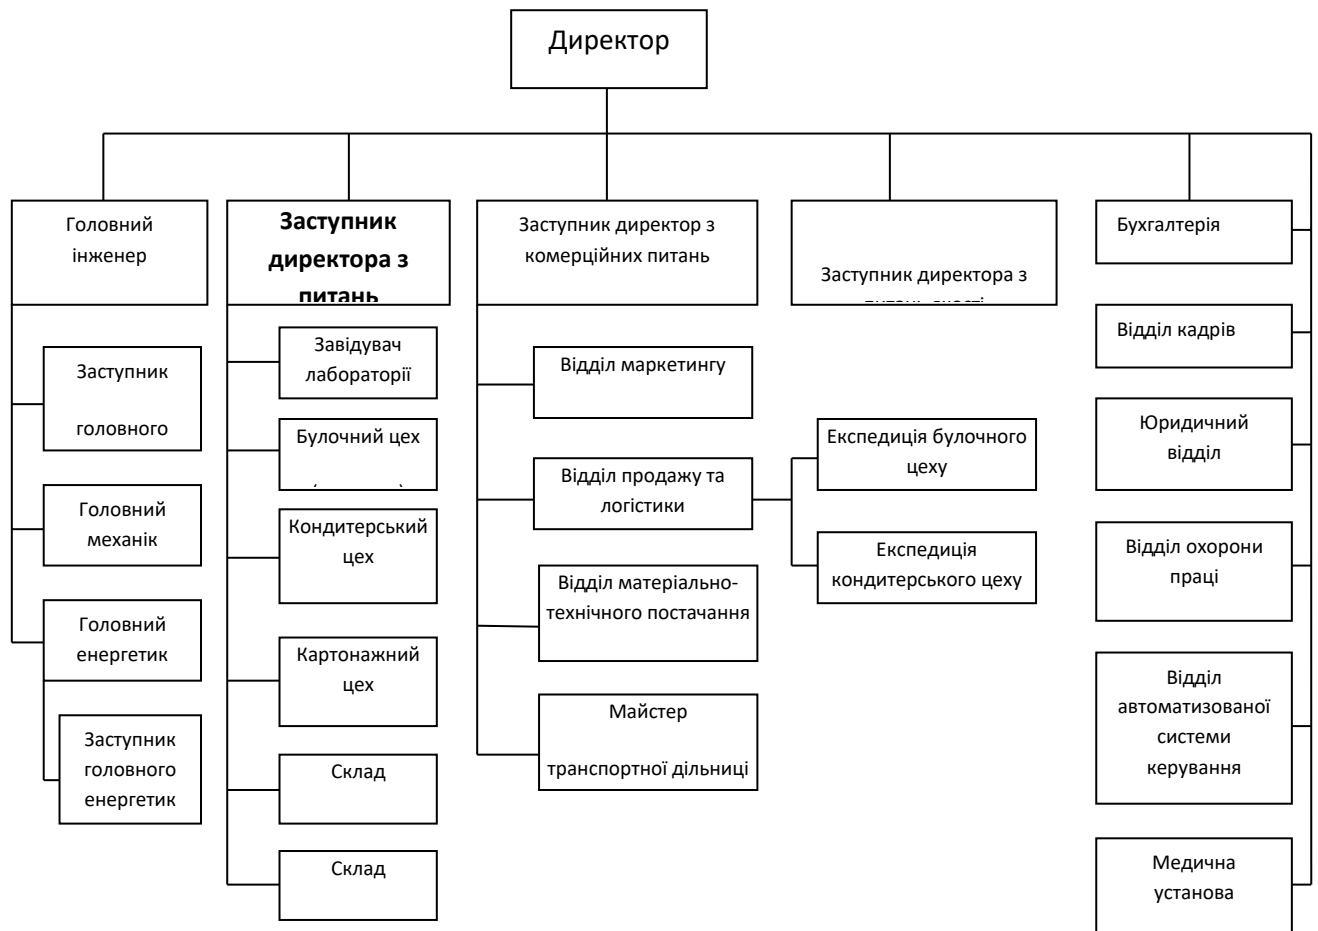 Директор
Головний
інженер
Заступник
головного
Головний
механік
Головний
енергетик
Заступник
головного
енергетик
Заступник
директора з
питань
Завідувач
лабораторії
Булочний цех
Кондитерський
цех
Картонажний
цех
Склад
Склад
Заступник директор з
комерційних питань
Відділ маркетингу
Відділ продажу та
логістики
Експедиція булочного
цеху
Експедиція
кондитерського цеху
Відділ матеріально-
технічного постачання
Майстер
транспортної дільниці
Заступник директора з
питань якості
Бухгалтерія
Відділ кадрів
Юридичний
відділ
Відділ охорони
праці
Відділ
автоматизованої
системи
керування
Медична
установа